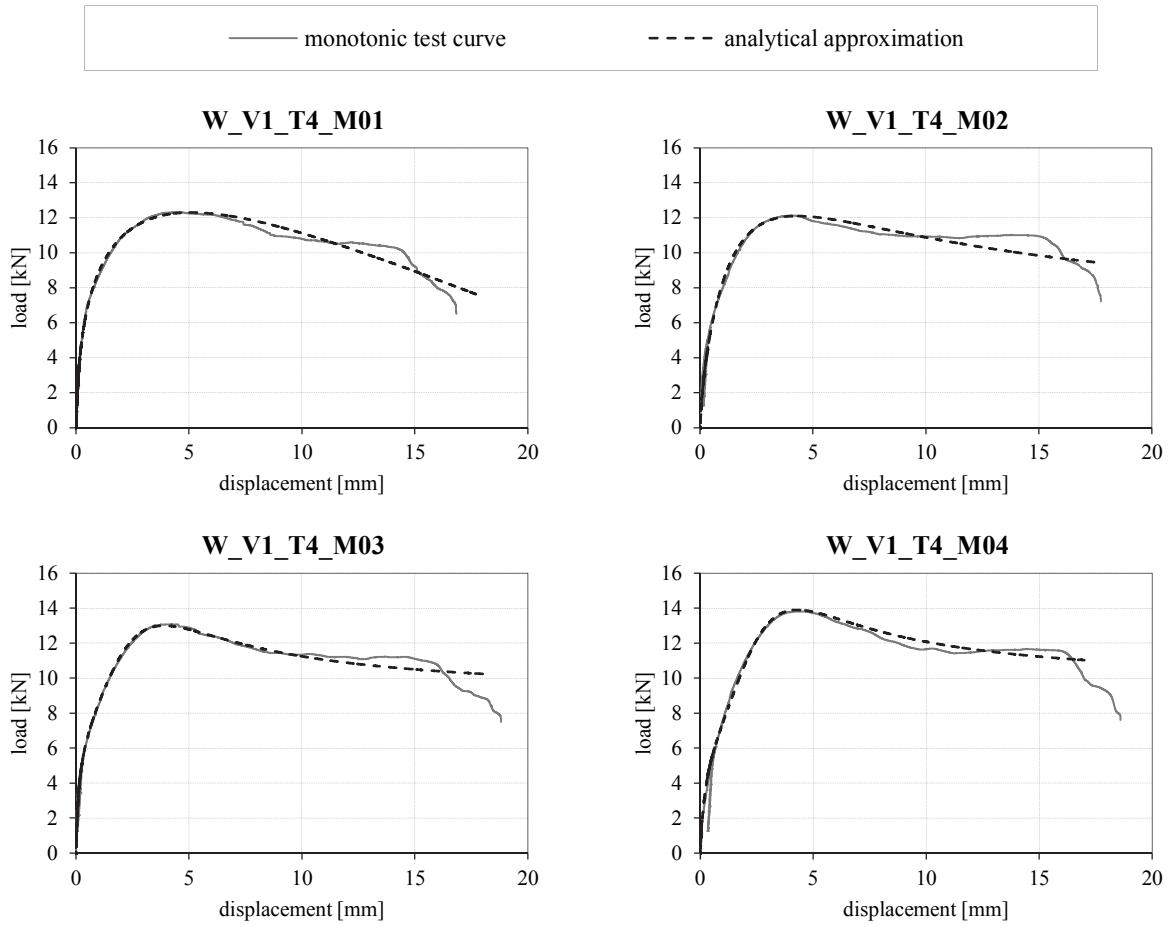 monotonic test curve analytical approximation
W_V1_T4_M01
16
14
12
10
8
6
4
2
0
load [kN]
0 5 10 15 20
displacement [mm]
W_V1_T4_M02
16
14
12
10
8
6
4
2
0
load [kN]
0 5 10 15 20
displacement [mm]
W_V1_T4_M03
16
14
12
10
8
6
4
2
0
load [kN]
0 5 10 15 20
displacement [mm]
W_V1_T4_M04
16
14
12
10
8
6
4
2
0
load [kN]
0 5 10 15 20
displacement [mm]